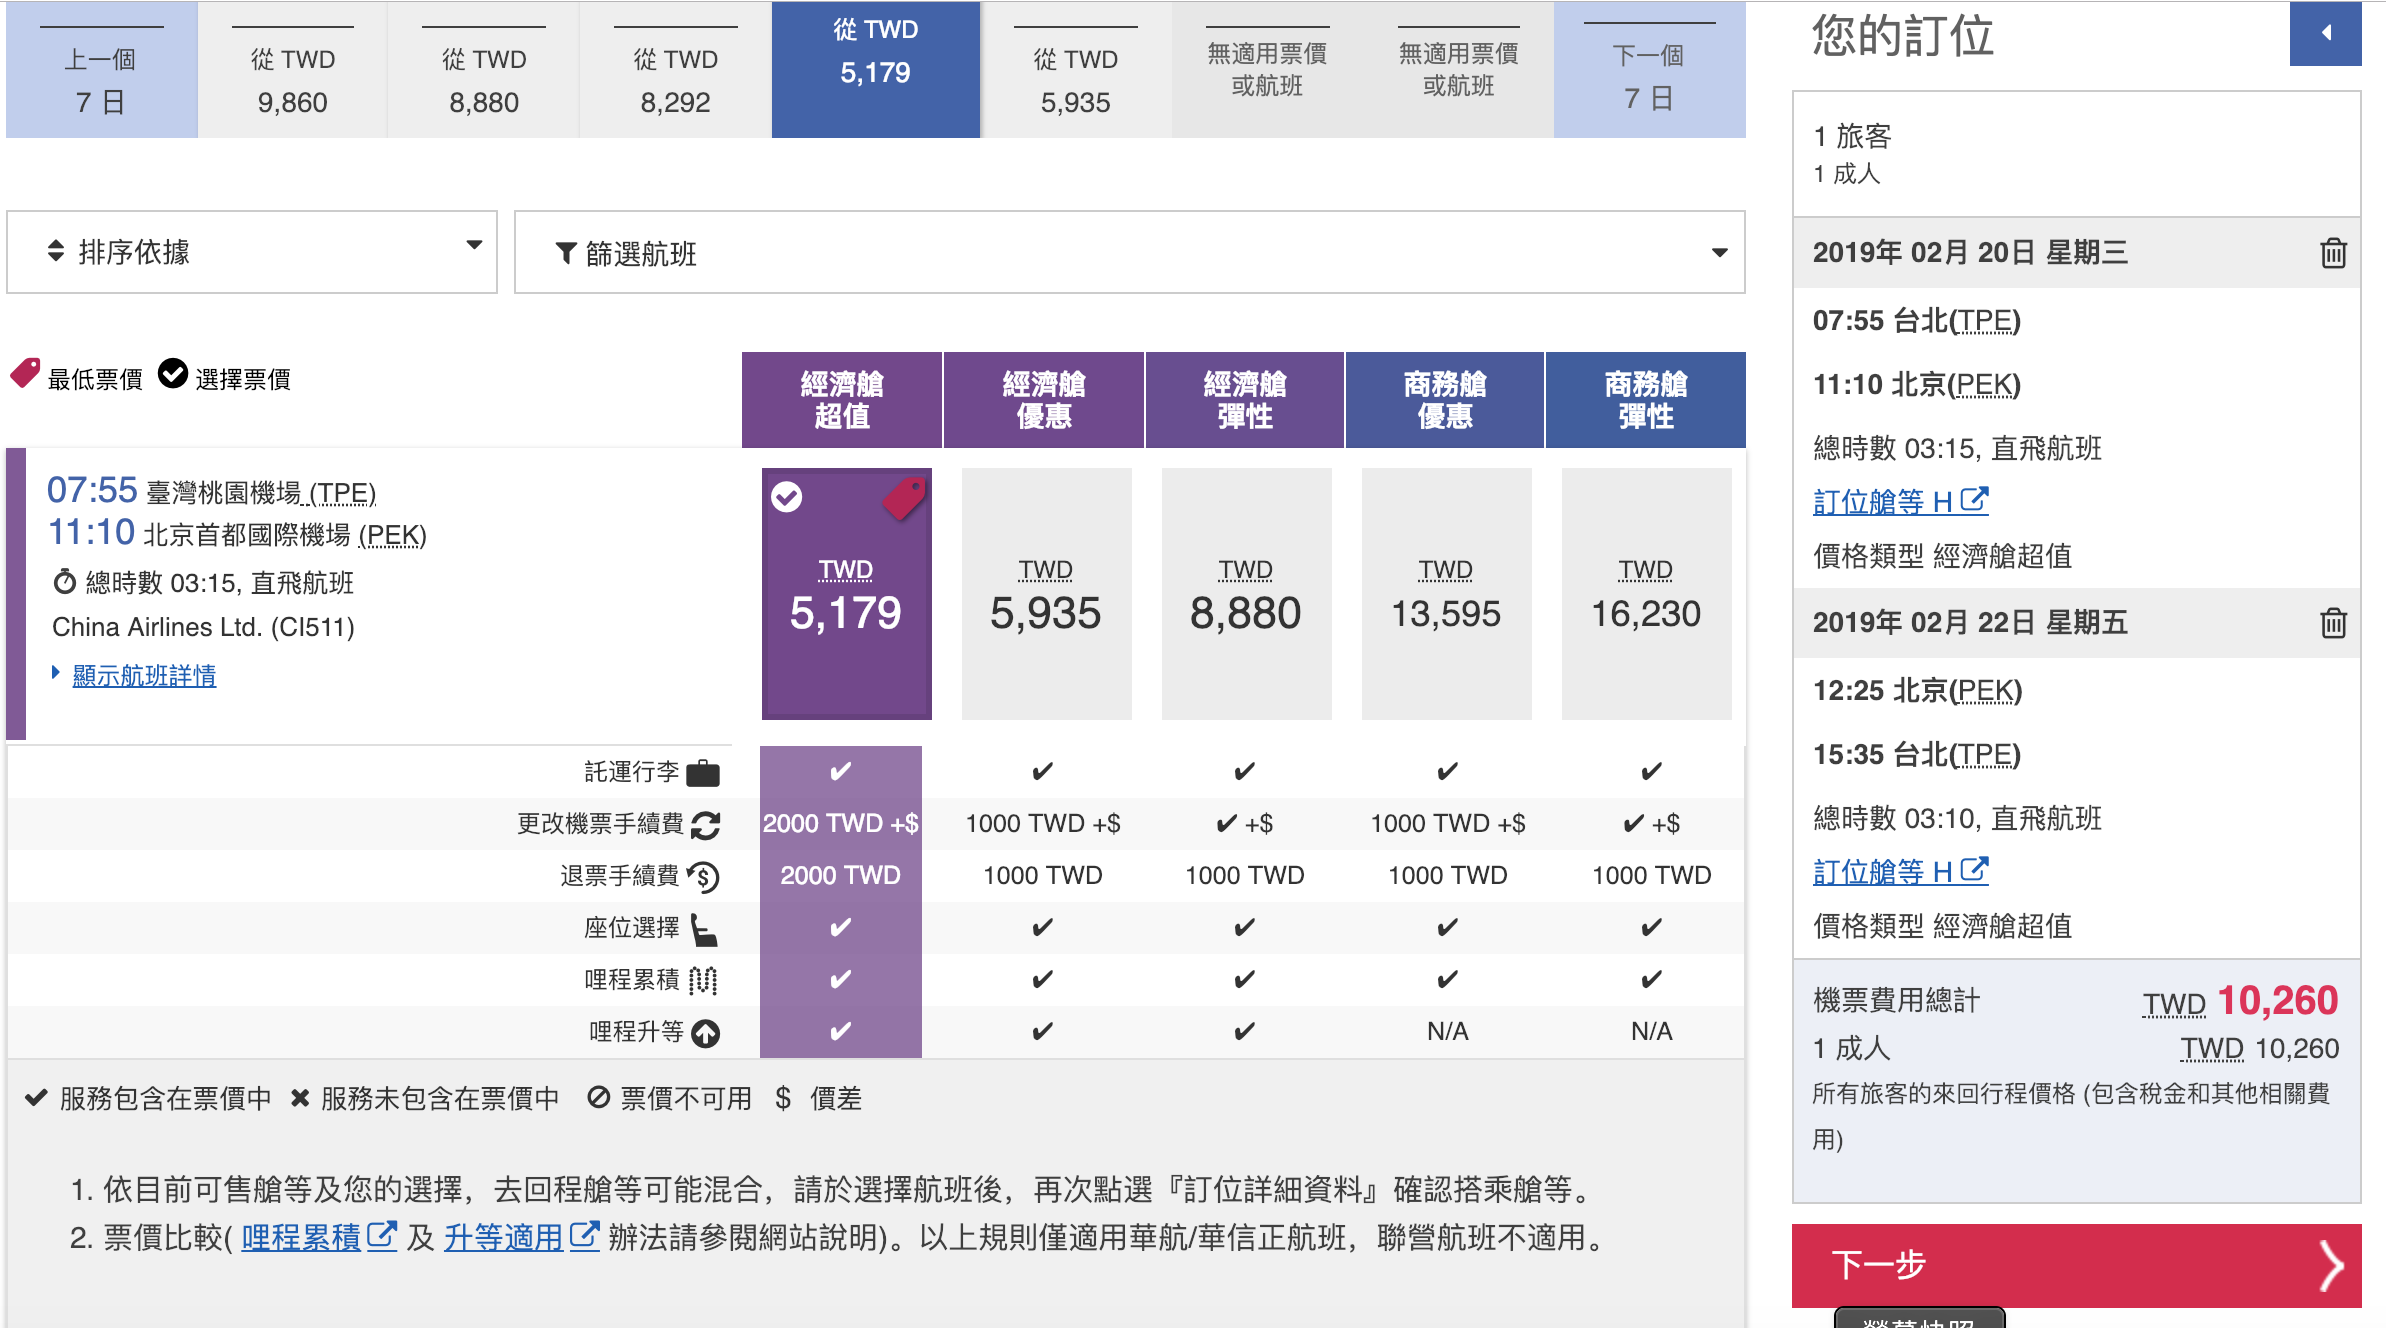 上一個
7 日
從 TWD
9,860
從 TWD
8,880
從 TWD
8,292
從 TWD
5,179
從 TWD
5,935
無適用票價
或航班
無適用票價
或航班
下一個
7 日
排序依據
篩選航班
最低票價 選擇票價
經濟艙
超值
經濟艙
優惠
經濟艙
彈性
商務艙
優惠
商務艙
彈性
07:55 臺灣桃園機場 (TPE)
11:10 北京首都國際機場 (PEK)
總時數 03:15, 直飛航班
China Airlines Ltd. (CI511)
顯示航班詳情
TWD
5,179
TWD
5,935
TWD
8,880
TWD
13,595
TWD
16,230
託運行李 ✔ ✔ ✔ ✔ ✔
更改機票手續費 2000 TWD +$ 1000 TWD +$ ✔ +$ 1000 TWD +$ ✔ +$
退票手續費 2000 TWD 1000 TWD 1000 TWD 1000 TWD 1000 TWD
座位選擇 ✔ ✔ ✔ ✔ ✔
哩程累積 ✔ ✔ ✔ ✔ ✔
哩程升等 ✔ ✔ ✔ N/A N/A
✔ 服務包含在票價中 ✖ 服務未包含在票價中 票價不可用 $ 價差
1. 依目前可售艙等及您的選擇，去回程艙等可能混合，請於選擇航班後，再次點選『訂位詳細資料』確認搭乘艙等。
2. 票價比較( 哩程累積 及 升等適用 辦法請參閱網站說明)。以上規則僅適用華航/華信正航班，聯營航班不適用。
您的訂位
1 旅客
1 成人
2019年 02月 20日 星期三
07:55 台北(TPE)
11:10 北京(PEK)
總時數 03:15, 直飛航班
訂位艙等 H
價格類型 經濟艙超值
2019年 02月 22日 星期五
12:25 北京(PEK)
15:35 台北(TPE)
總時數 03:10, 直飛航班
訂位艙等 H
價格類型 經濟艙超值
機票費用總計 TWD 10,260
1 成人 TWD 10,260
所有旅客的來回行程價格 (包含稅金和其他相關費
用)
下一步